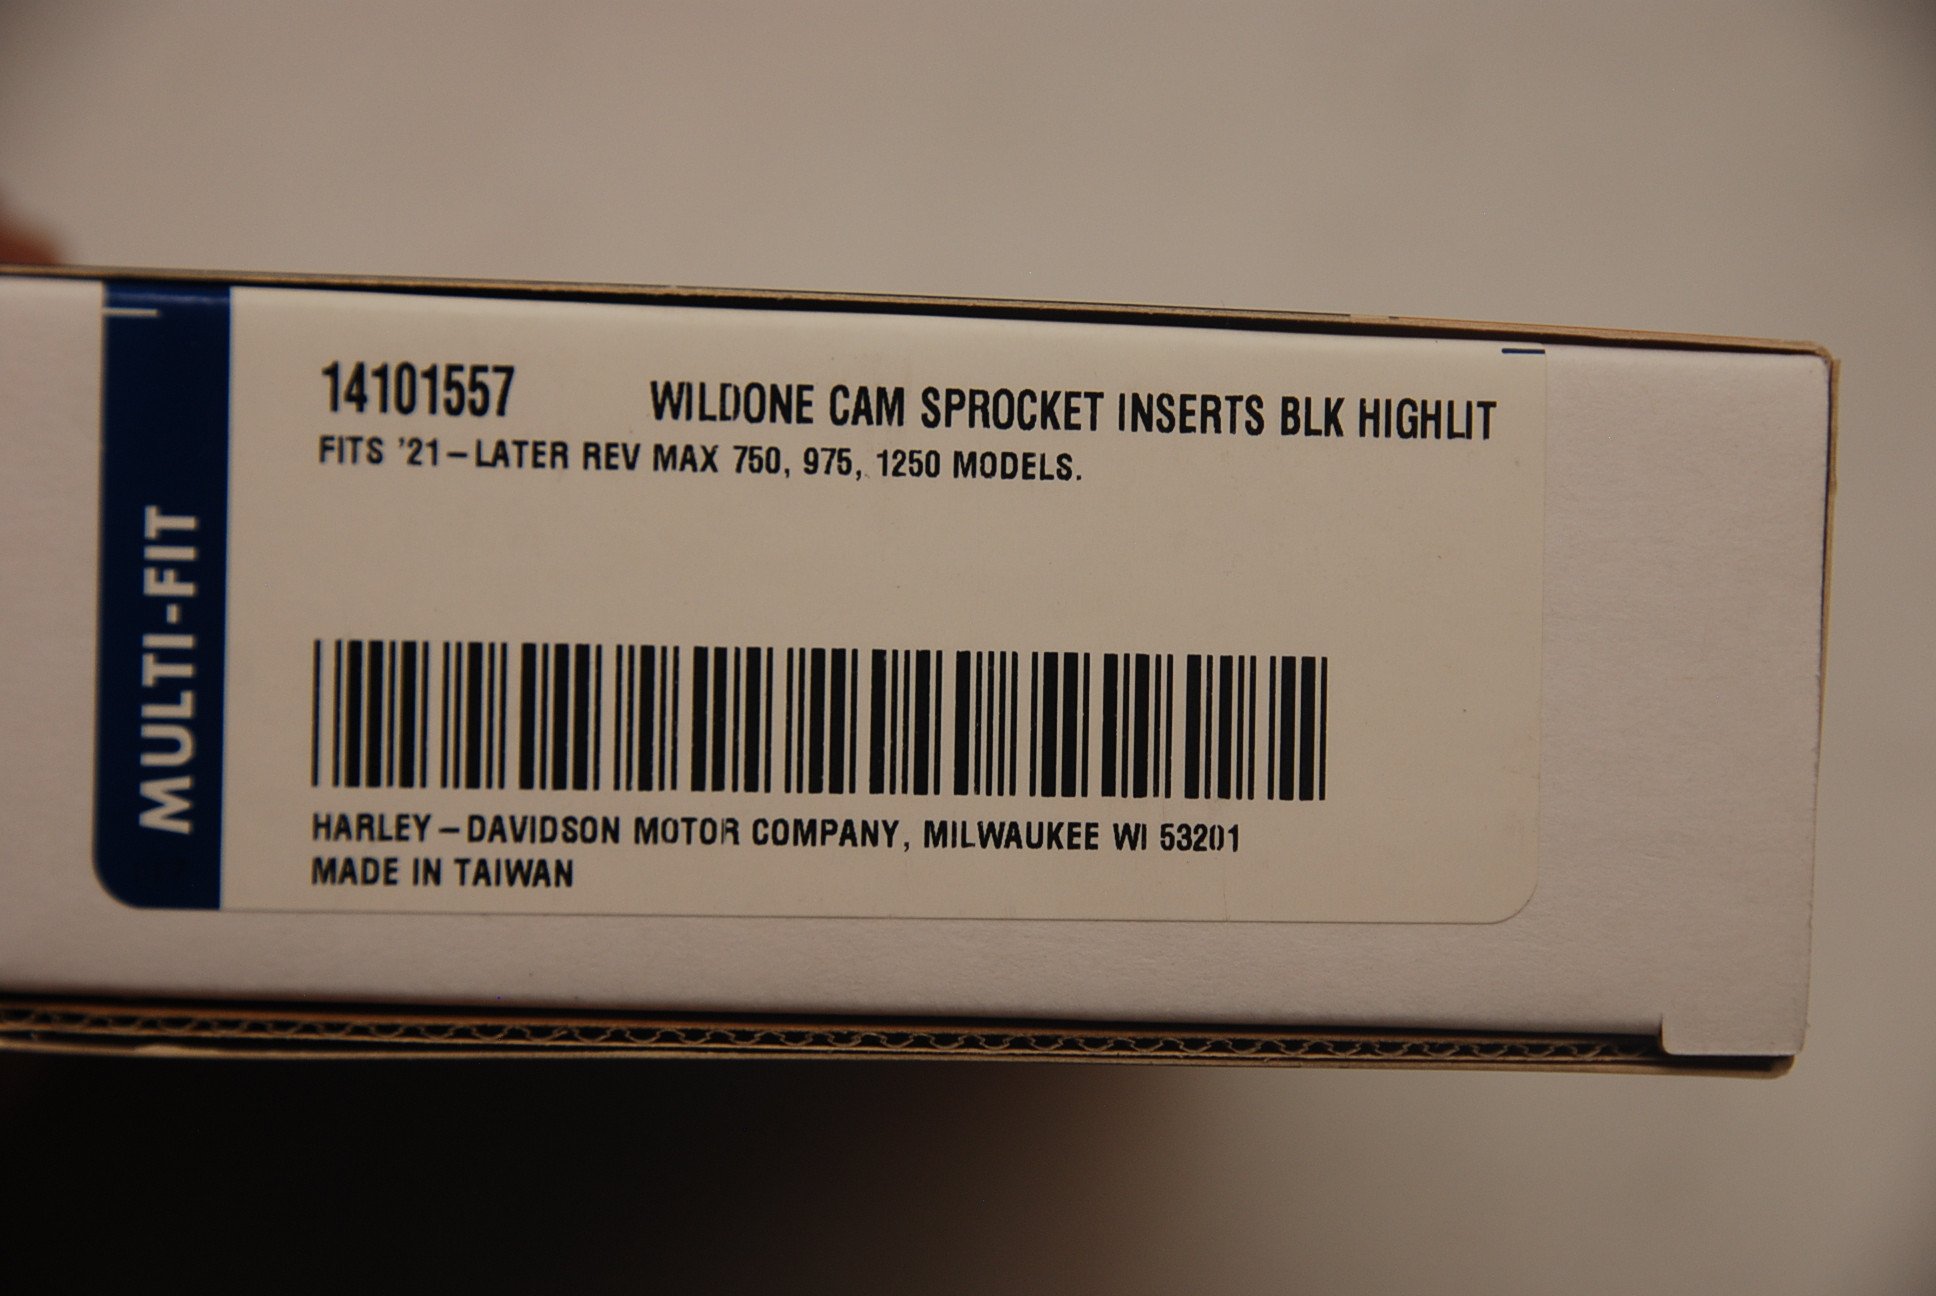 MULTI-FIT
14101557 WILDONE CAM SPROCKET INSERTS BLK HIGHLIT
FITS '21-LATER REV MAX 750, 975, 1250 MODELS.
HARLEY-DAVIDSON MOTOR COMPANY, MILWAUKEE WI 53201
MADE IN TAIWAN